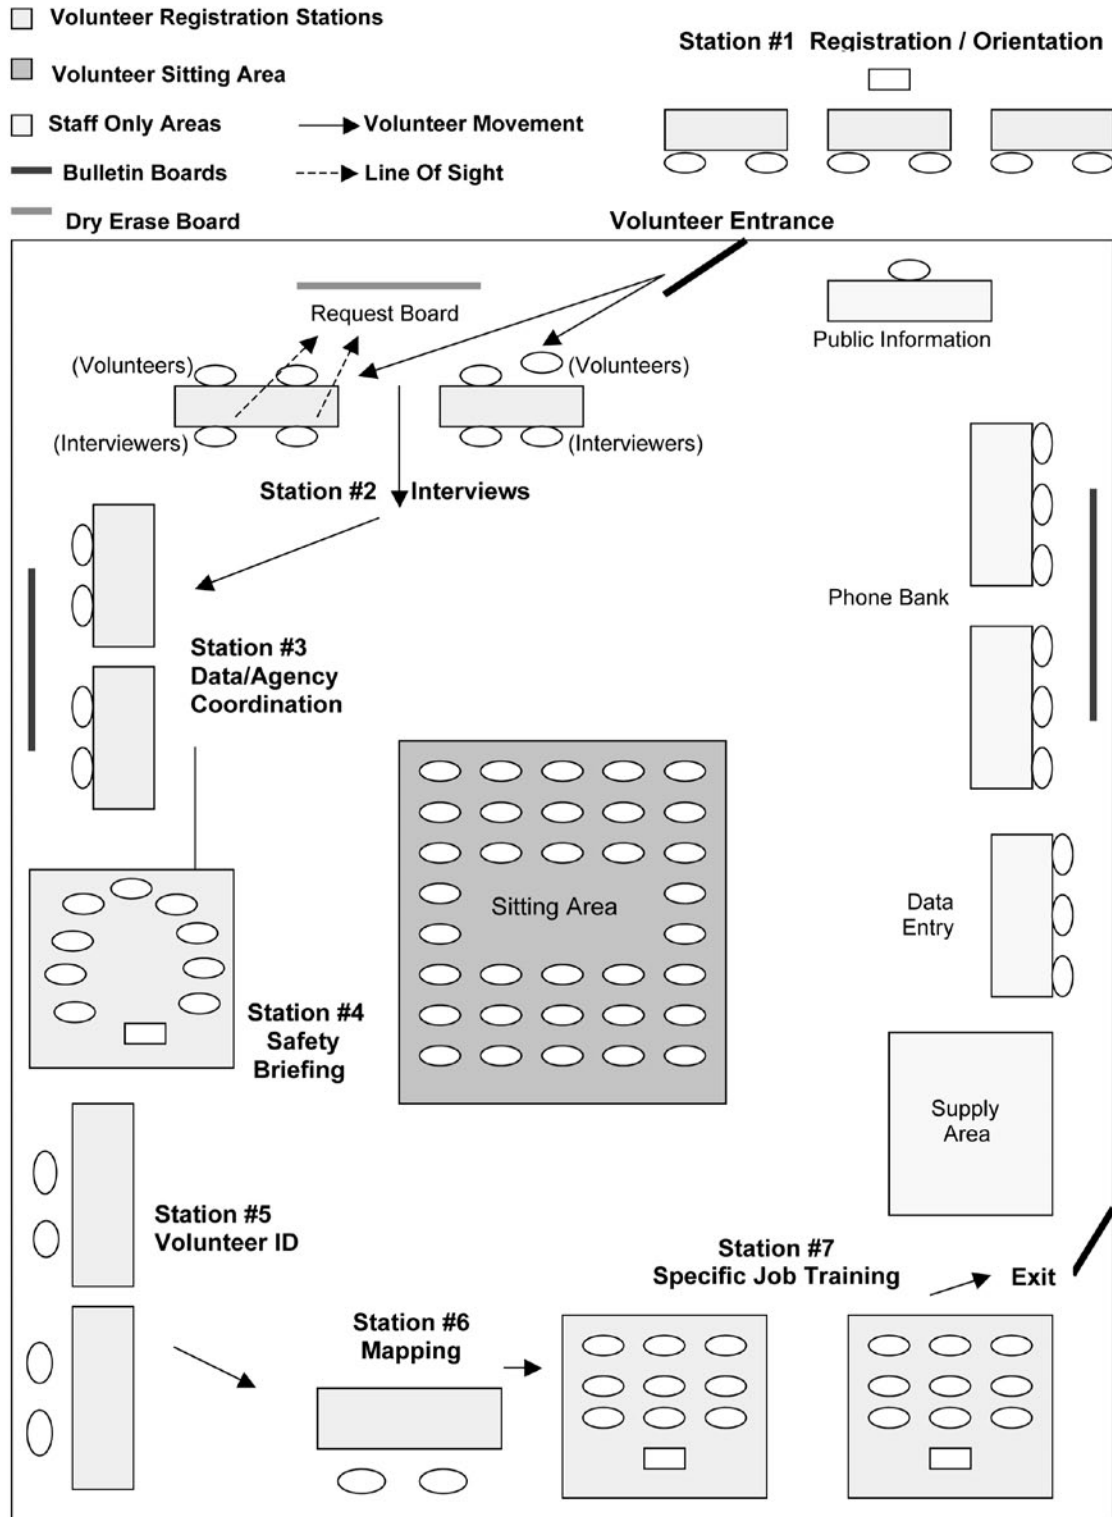 Volunteer Registration Stations
Volunteer Sitting Area
Staff Only Areas
Volunteer Movement
Bulletin Boards
Line Of Sight
Dry Erase Board
Station #1 Registration / Orientation
Volunteer Entrance
Request Board
Public Information
(Volunteers)
(Volunteers)
(Interviewers)
(Interviewers)
Station #2 Interviews
Phone Bank
Station #3
Data/Agency
Coordination
Sitting Area
Data
Entry
Station #4
Safety
Briefing
Supply
Area
Station #5
Volunteer ID
Station #7
Specific Job Training
Exit
Station #6
Mapping